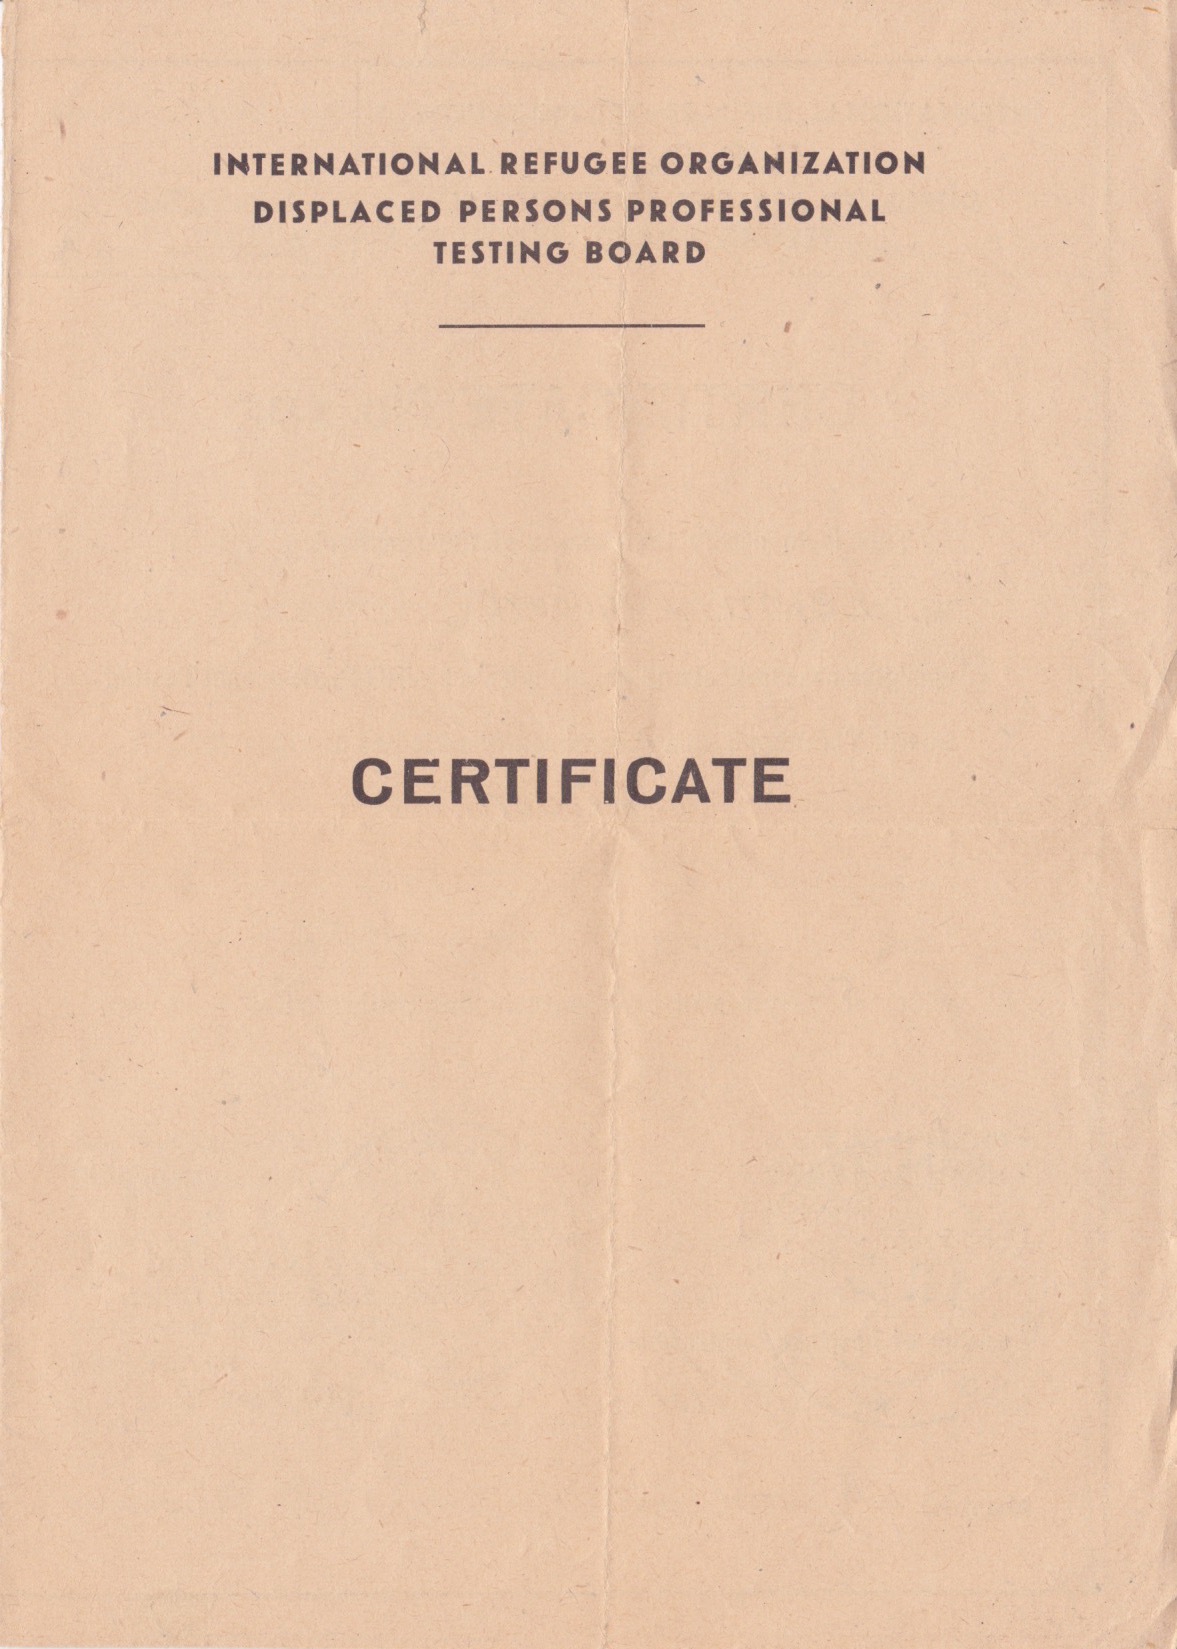 INTERNATIONAL REFUGEE ORGANIZATION
DISPLACED PERSONS PROFESSIONAL
TESTING BOARD
CERTIFICATE